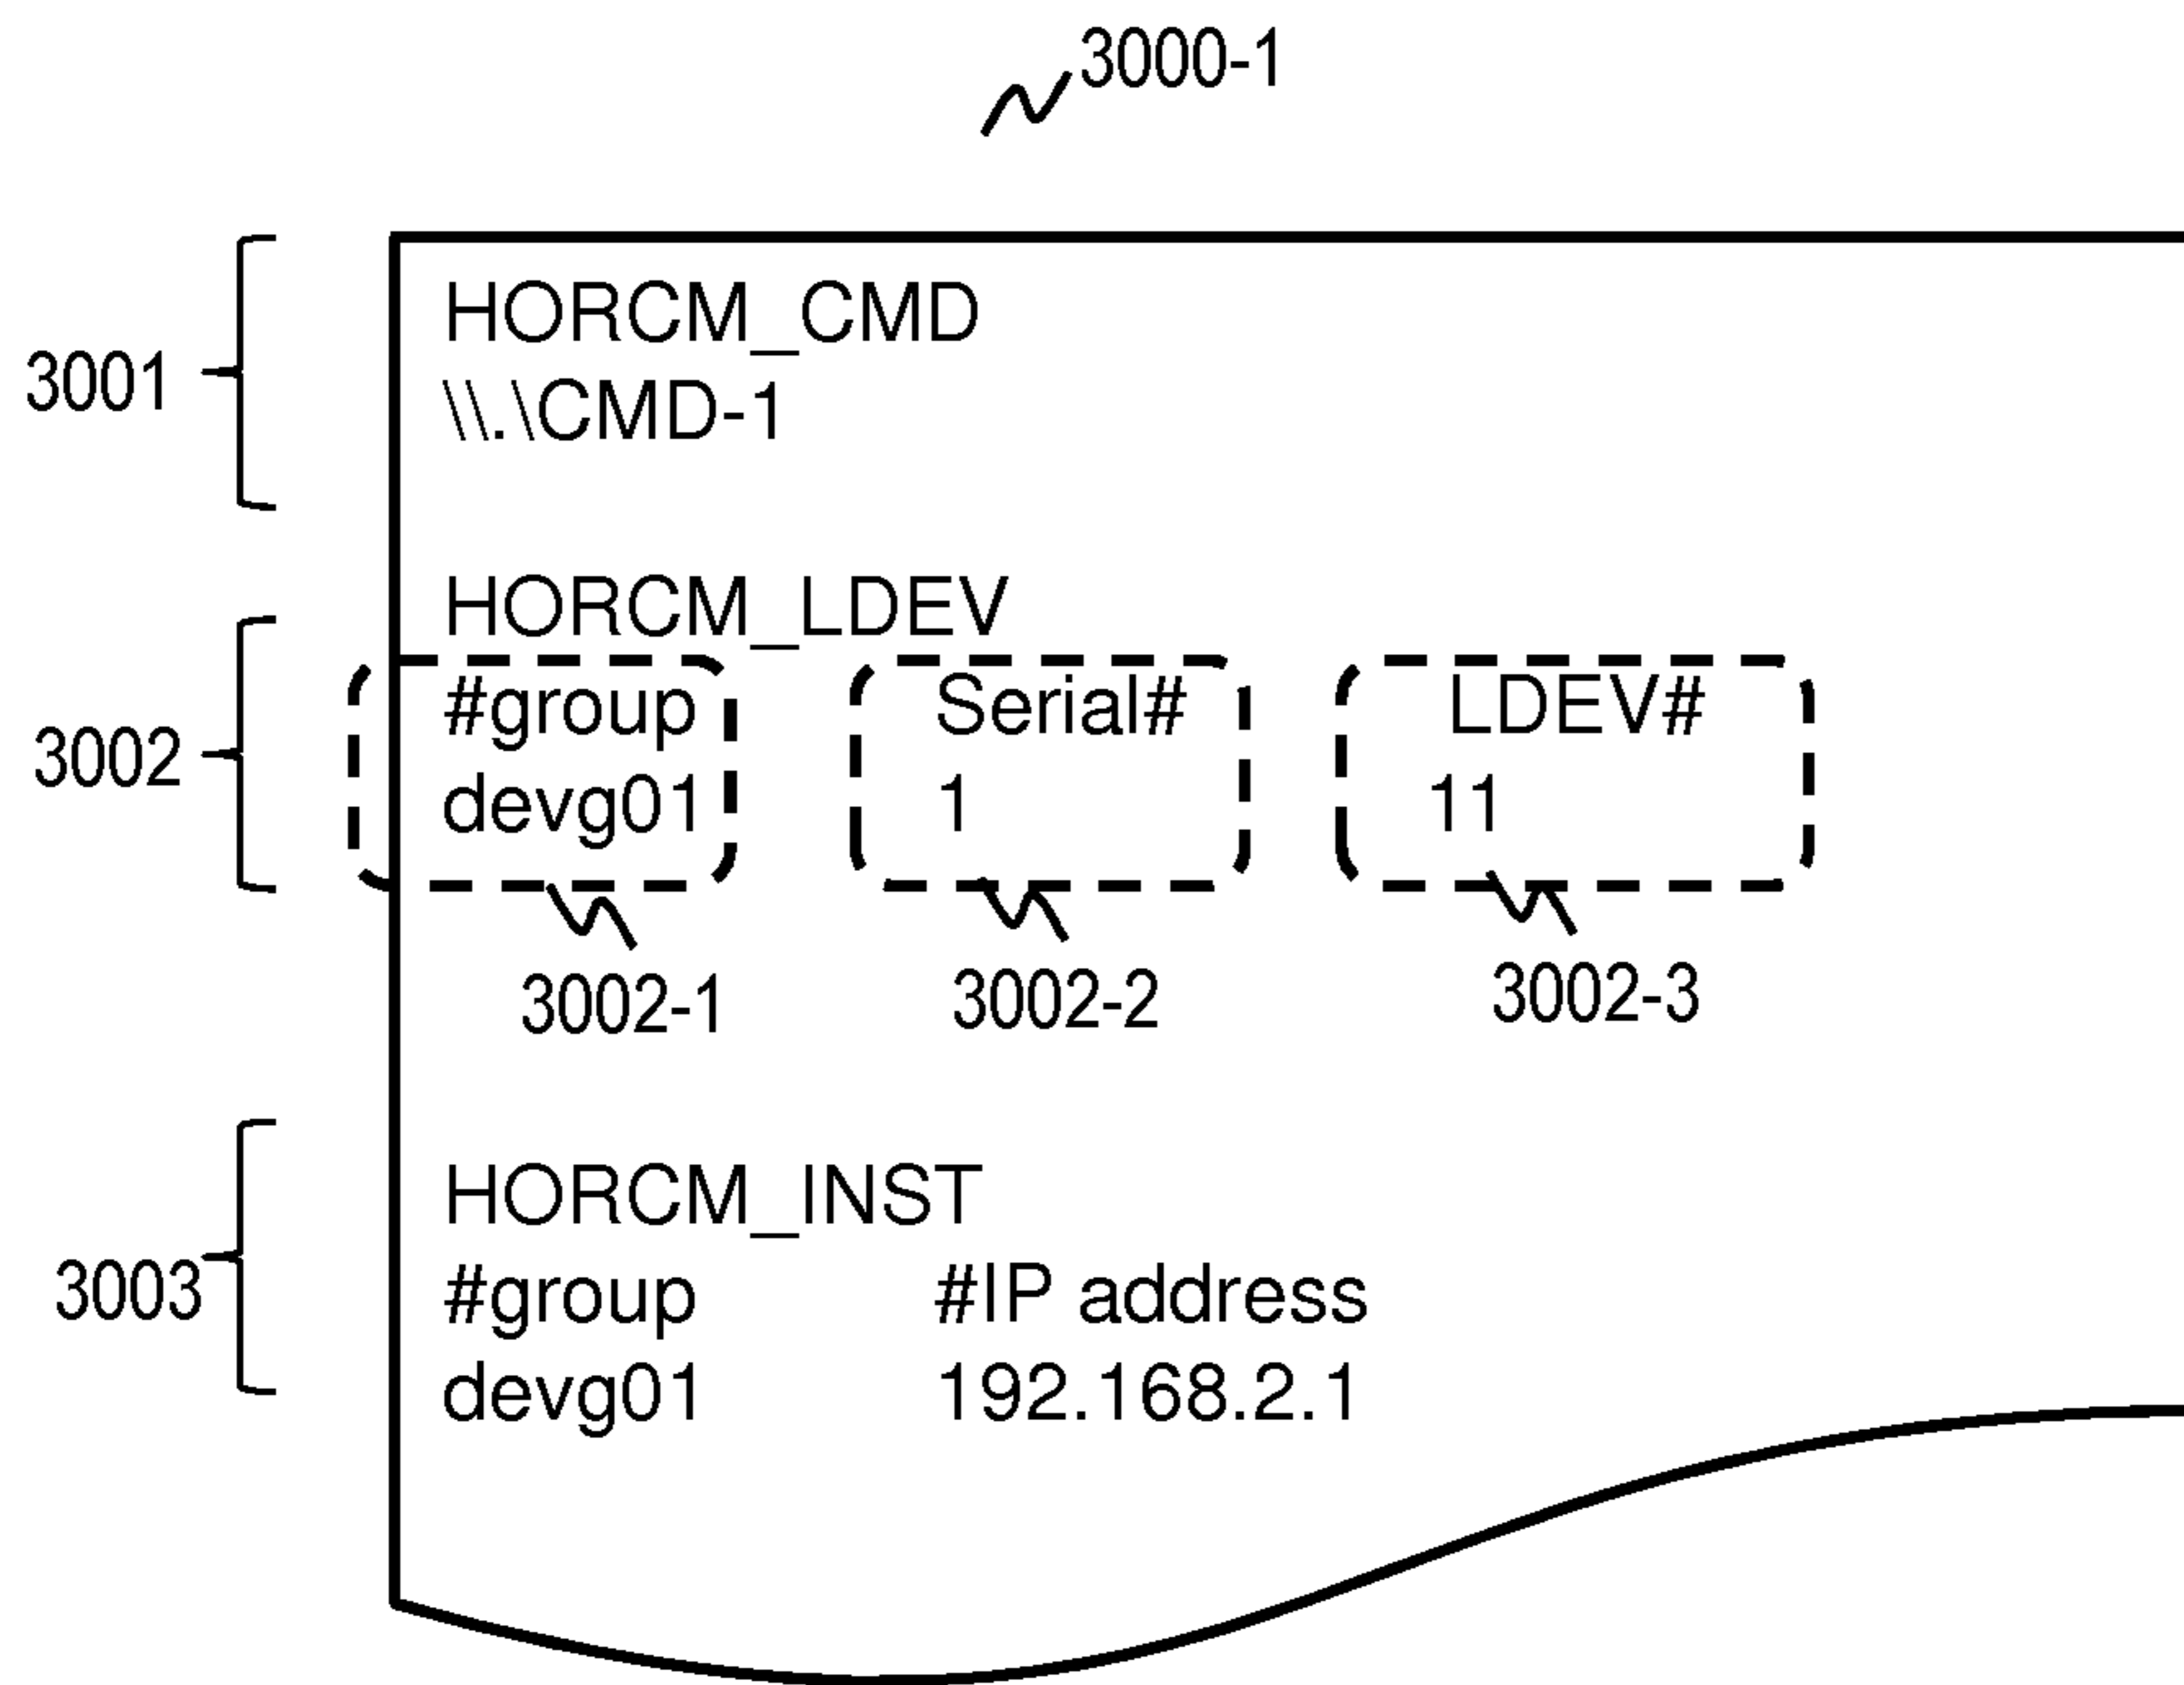 3000-1
HORCM_CMD
3001
\\.\CMD-1
HORCM_LDEV
#group Serial# LDEV#
3002
devg01 1 11
3002-1 3002-2 3002-3
HORCM_INST
3003
#group #IP address
devg01 192.168.2.1